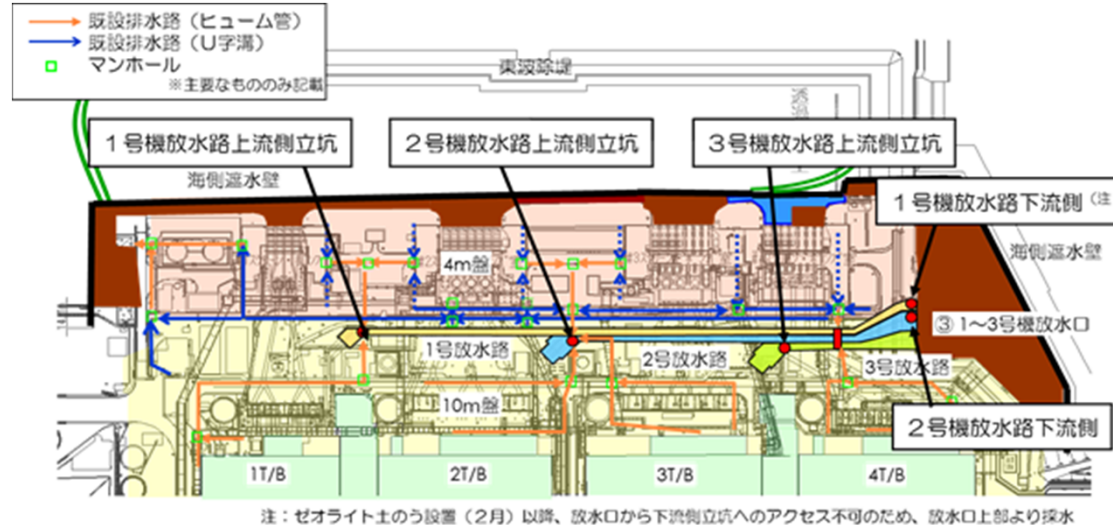 既設排水路（ヒューム管）
既設排水路（U字溝）
マンホール
※主要なもののみ記載
東波除堤
1号機放水路上流側立坑
2号機放水路上流側立坑
3号機放水路上流側立坑
海側遮水壁
1号機放水路下流側（注
海側遮水壁
4m盤
③ 1～3号機放水口
1号放水路
2号放水路
3号放水路
10m盤
2号機放水路下流側
1T/B
2T/B
3T/B
4T/B
注：ゼオライト土のう設置（2月）以降、放水口から下流側立坑へのアクセス不可のため、放水口上部より採水